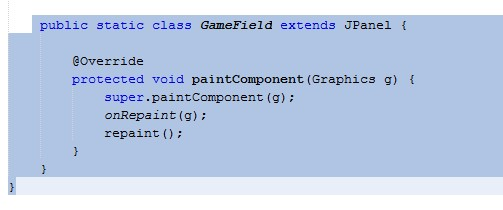 public static class GameField extends JPanel {
@Override
protected void paintComponent(Graphics g) {
super.paintComponent(g);
onRepaint(g);
repaint();
}
}
}